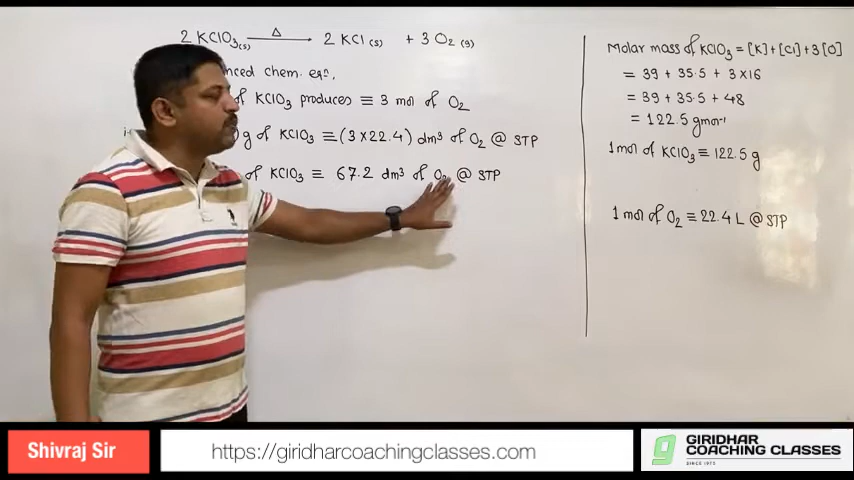 2 KClO₃(s) —Δ→ 2 KCl (s) + 3 O₂ (g)
nced chem. eqⁿ,
of KClO₃ produces ≡ 3 mol of O₂
g of KClO₃ ≡ (3×22.4) dm³ of O₂ @ STP
of KClO₃ ≡ 67.2 dm³ of O₂ @ STP
Molar mass of KClO₃ = [K]+[Cl]+3[O]
= 39 + 35.5 + 3×16
= 39 + 35.5 + 48
= 122.5 gmol⁻¹
1 mol of KClO₃ ≡ 122.5 g
1 mol of O₂ ≡ 22.4 L @ STP
Shivraj Sir
https://giridharcoachingclasses.com
GIRIDHAR
COACHING CLASSES
SINCE 1975